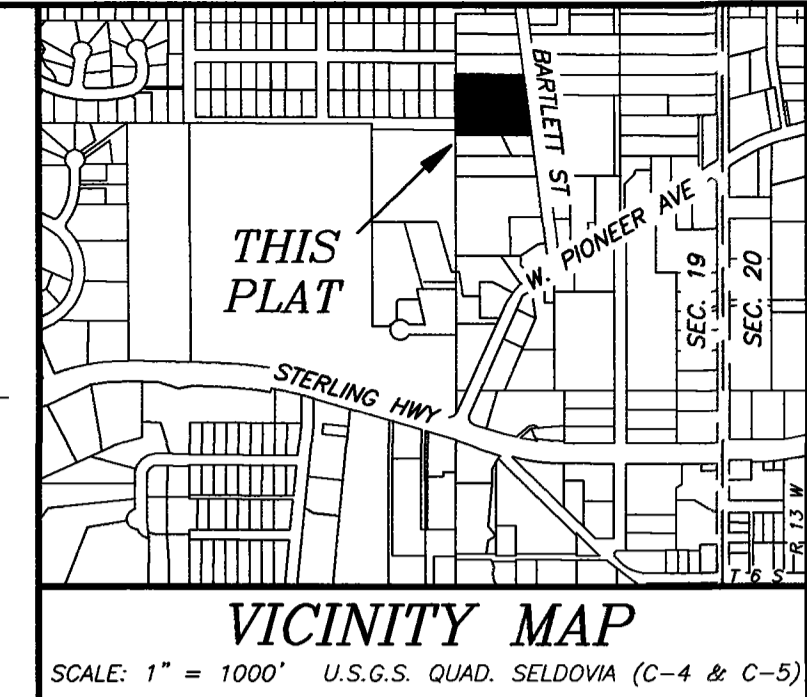 BARTLETT ST
W. PIONEER AVE
THIS
PLAT
SEC. 19
SEC. 20
STERLING HWY
R 13 W
T 6 S
VICINITY MAP
SCALE: 1" = 1000' U.S.G.S. QUAD. SELDOVIA (C-4 & C-5)